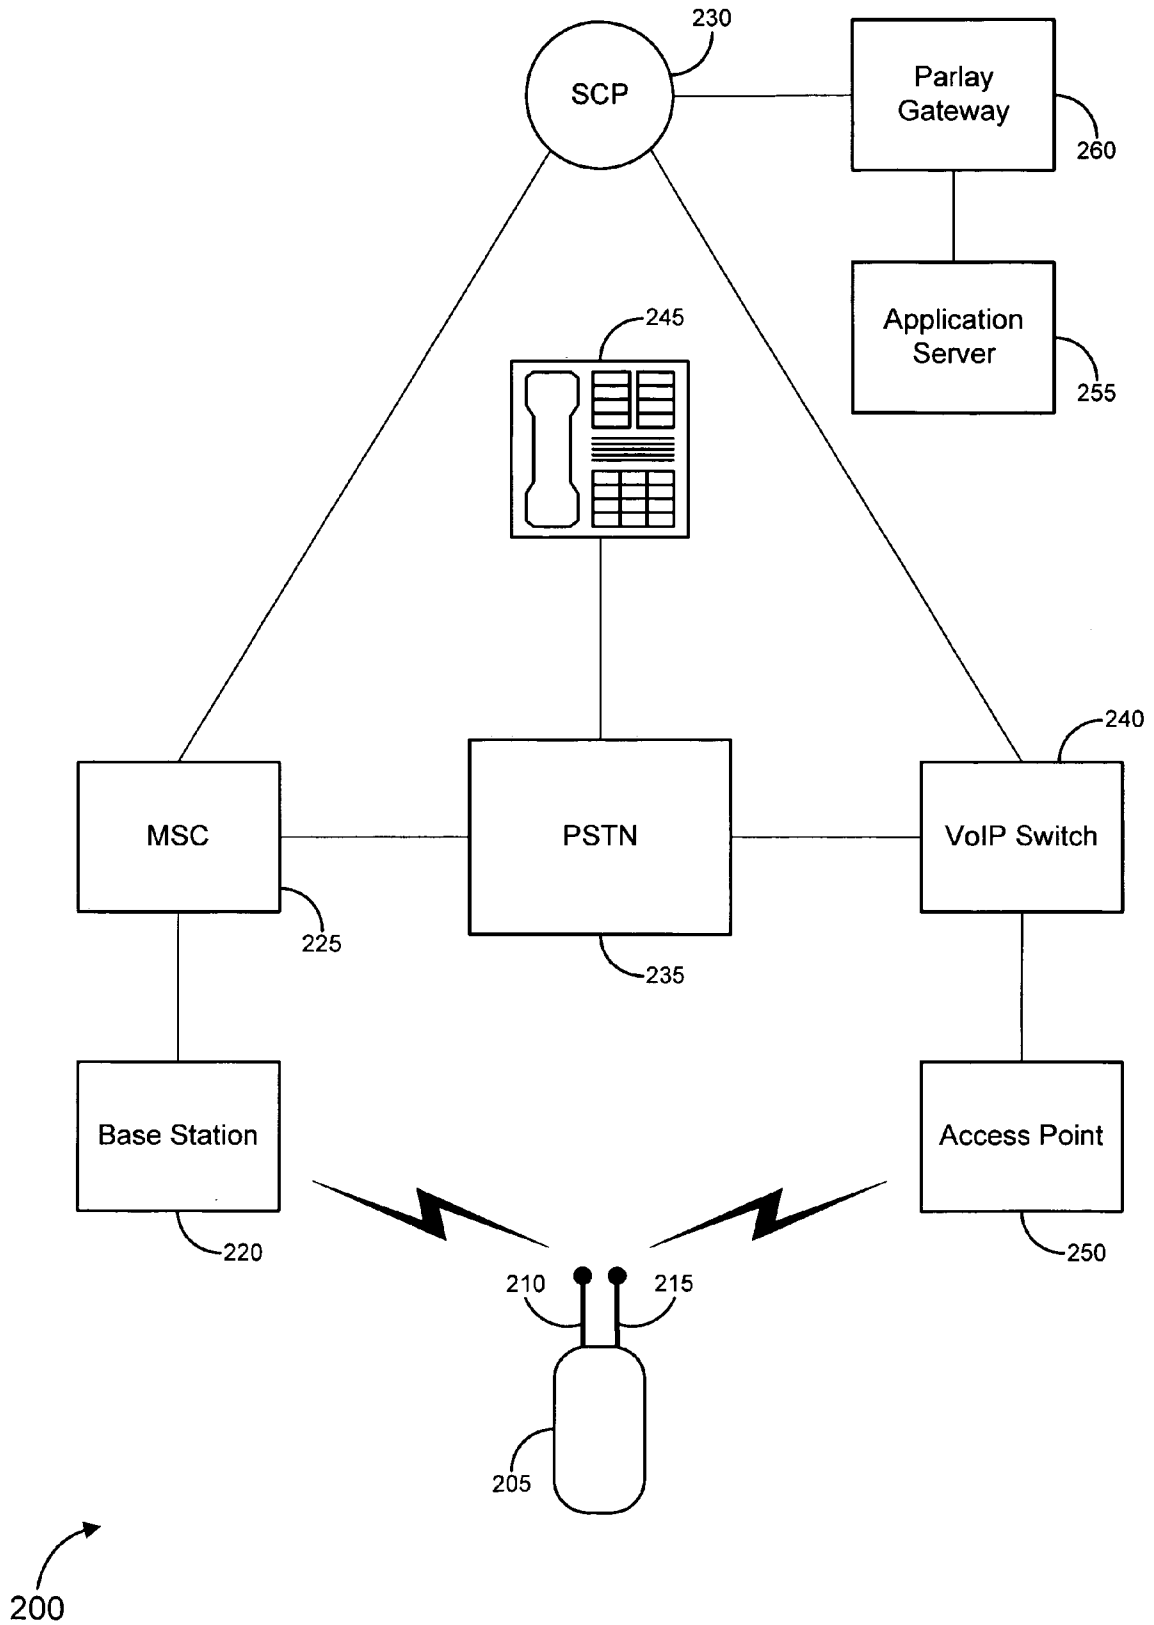 230
SCP
Parlay
Gateway
260
245
Application
Server
255
240
MSC
PSTN
VoIP Switch
225
235
Base Station
Access Point
220
250
210
215
205
200